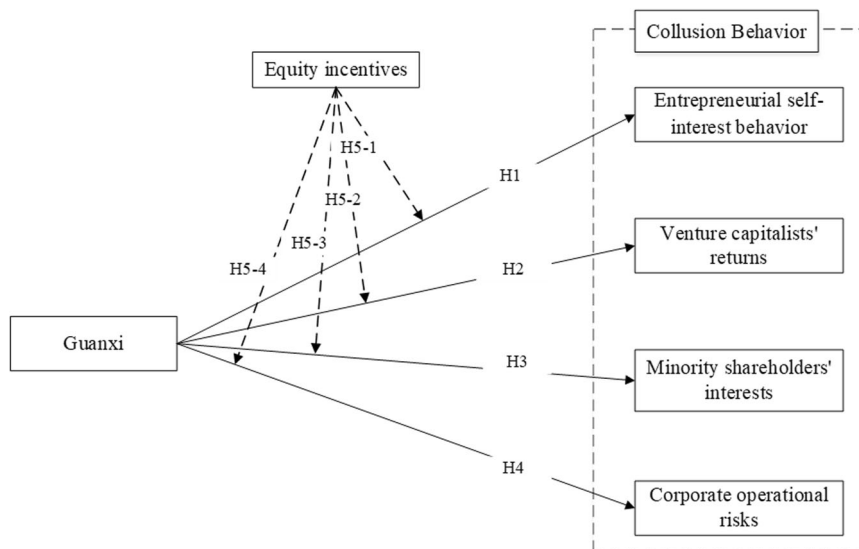 Collusion Behavior
Equity incentives
Entrepreneurial self-
interest behavior
H5-1
H1
H5-2
Venture capitalists'
returns
H5-3
H5-4
H2
Guanxi
H3
Minority shareholders'
interests
H4
Corporate operational
risks